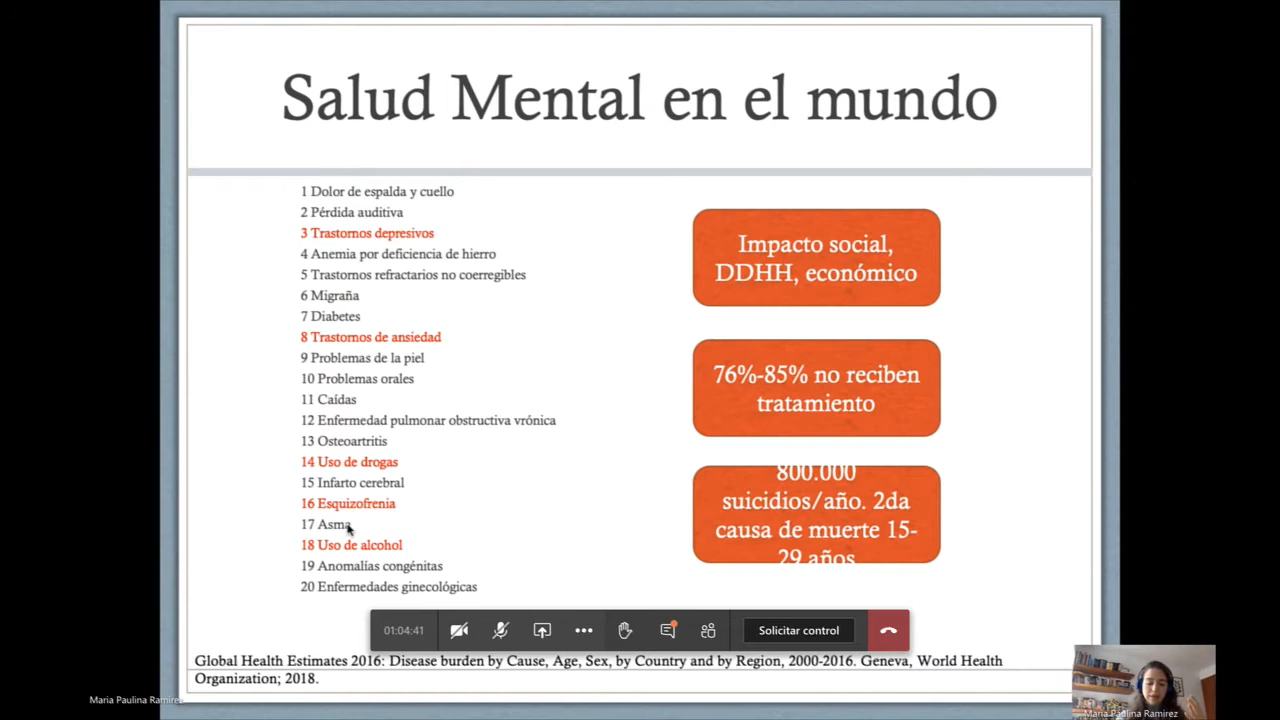 Salud Mental en el mundo
1 Dolor de espalda y cuello
2 Pérdida auditiva
3 Trastornos depresivos
4 Anemia por deficiencia de hierro
5 Trastornos refractarios no coerregibles
6 Migraña
7 Diabetes
8 Trastornos de ansiedad
9 Problemas de la piel
10 Problemas orales
11 Caídas
12 Enfermedad pulmonar obstructiva vrónica
13 Osteoartritis
14 Uso de drogas
15 Infarto cerebral
16 Esquizofrenia
17 Asma
18 Uso de alcohol
19 Anomalías congénitas
20 Enfermedades ginecológicas
Impacto social,
DDHH, económico
76%-85% no reciben
tratamiento
800.000
suicidios/año. 2da
causa de muerte 15-
29 años
01:04:41
Solicitar control
Global Health Estimates 2016: Disease burden by Cause, Age, Sex, by Country and by Region, 2000-2016. Geneva, World Health
Organization; 2018.
Maria Paulina Ramirez
Maria Paulina Ramirez